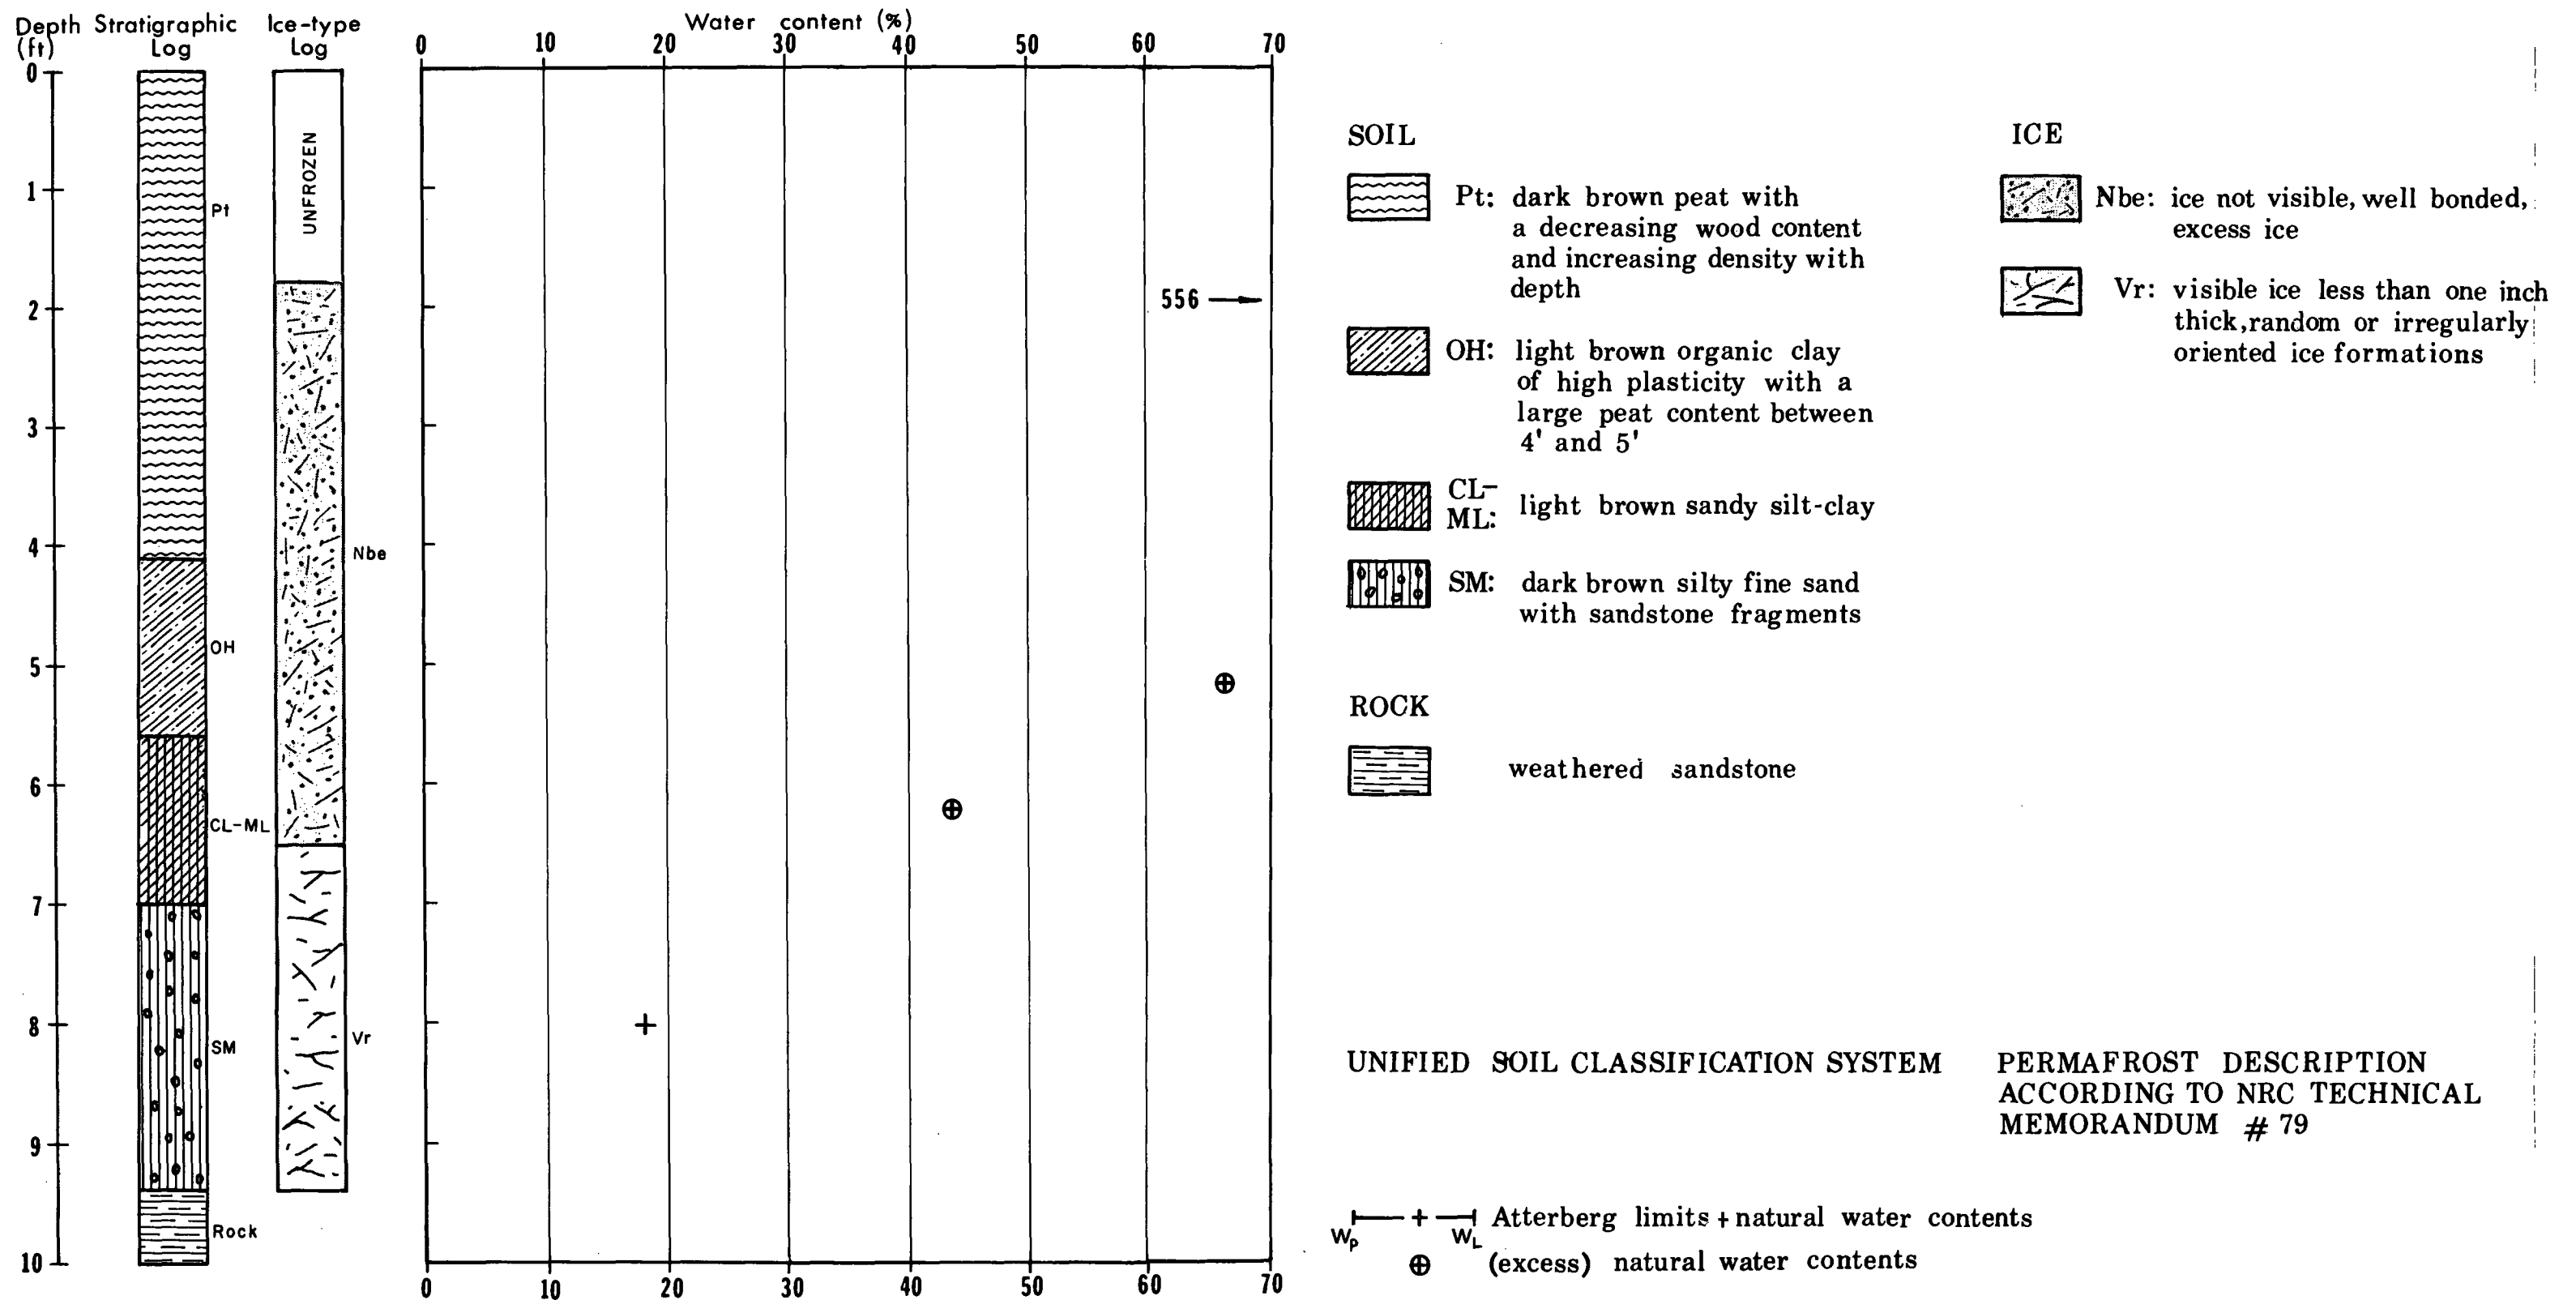 Depth Stratigraphic Ice-type
(ft) Log Log
Water content (%)
0 10 20 30 40 50 60 70
0
1
2
3
4
5
6
7
8
9
10
Pt
OH
CL-ML
SM
Rock
UNFROZEN
Nbe
Vr
556
0 10 20 30 40 50 60 70
SOIL
Pt: dark brown peat with
a decreasing wood content
and increasing density with
depth
OH: light brown organic clay
of high plasticity with a
large peat content between
4' and 5'
CL-
ML: light brown sandy silt-clay
SM: dark brown silty fine sand
with sandstone fragments
ROCK
weathered sandstone
ICE
Nbe: ice not visible, well bonded,
excess ice
Vr: visible ice less than one inch
thick, random or irregularly
oriented ice formations
UNIFIED SOIL CLASSIFICATION SYSTEM
PERMAFROST DESCRIPTION
ACCORDING TO NRC TECHNICAL
MEMORANDUM # 79
Wp + WL Atterberg limits + natural water contents
⊕ (excess) natural water contents